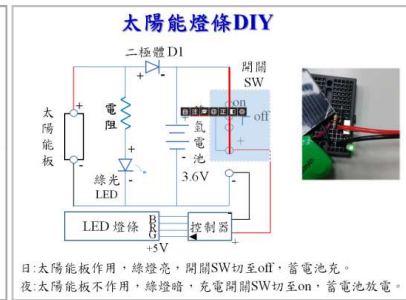 太陽能燈條DIY
二極體D1
開關
SW
on
off
太陽能板
+
-
電阻
綠光
LED
氫電池
3.6V
LED 燈條
B
R
G
+5V
控制器
日:太陽能板作用，綠燈亮，開關SW切至off，蓄電池充。
夜:太陽能板不作用，綠燈暗，充電開關SW切至on，蓄電池放電。